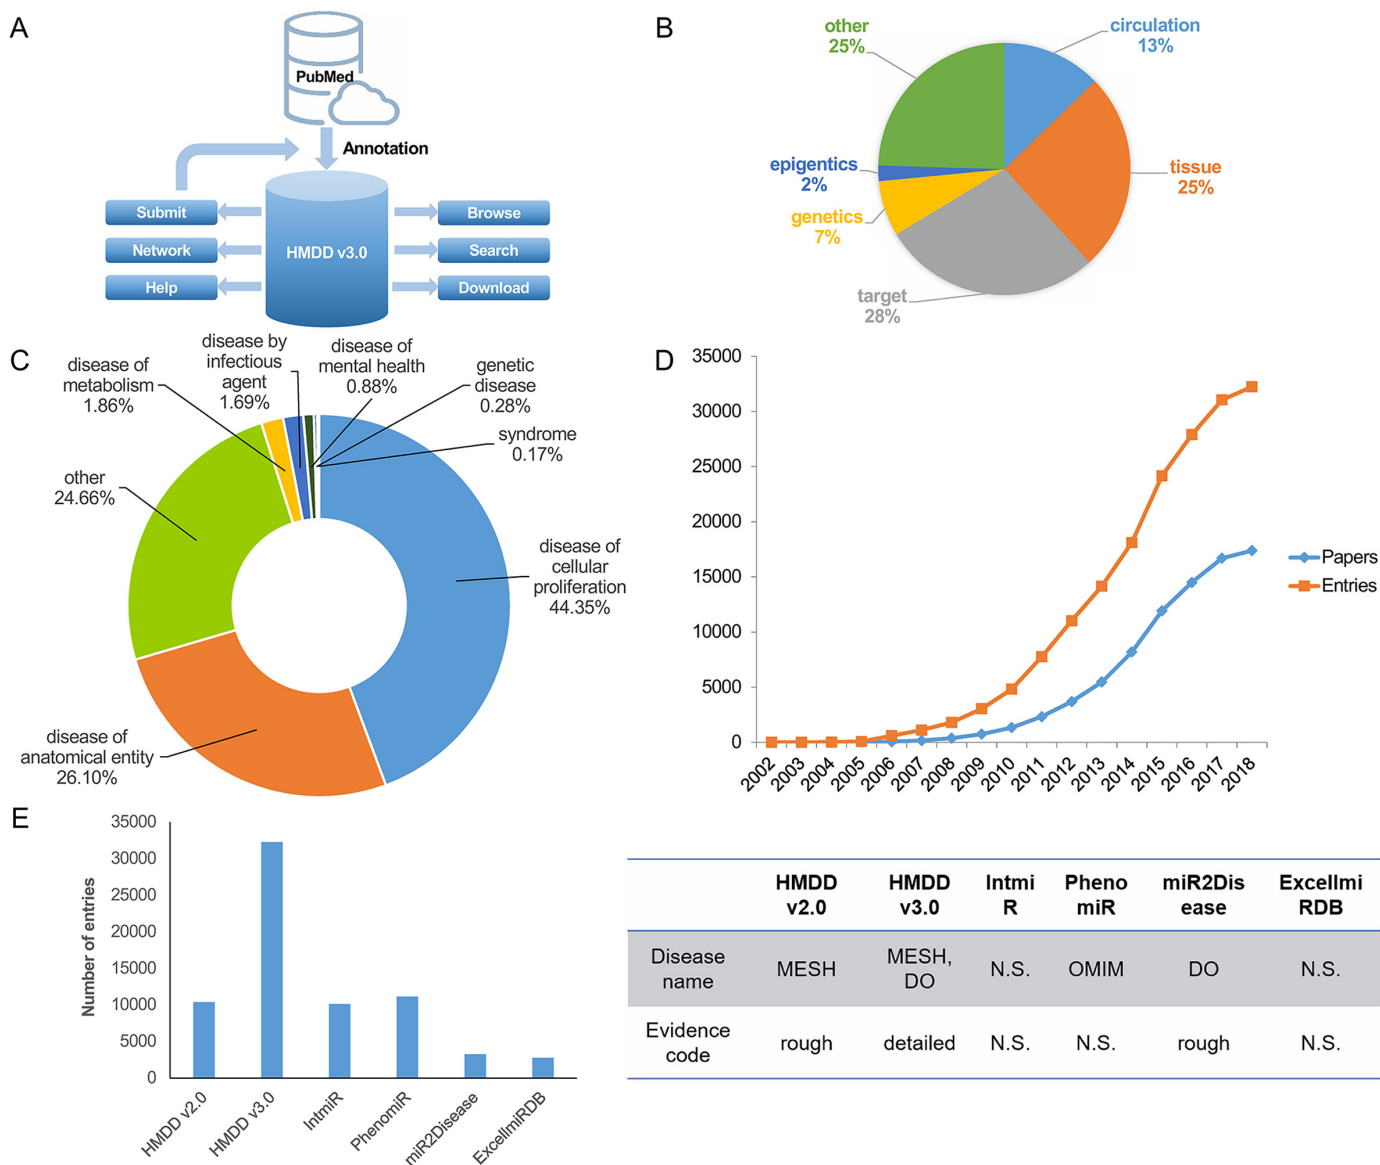 A
PubMed
Annotation
HMDD v3.0
Submit
Network
Help
Browse
Search
Download
B
other
25%
circulation
13%
epigentics
2%
tissue
25%
genetics
7%
target
28%
C
disease of
metabolism
1.86%
disease by
infectious
agent
1.69%
disease of
mental health
0.88%
genetic
disease
0.28%
syndrome
0.17%
other
24.66%
disease of
cellular
proliferation
44.35%
disease of
anatomical entity
26.10%
D
35000
30000
25000
20000
15000
10000
5000
0
2002
2003
2004
2005
2006
2007
2008
2009
2010
2011
2012
2013
2014
2015
2016
2017
2018
Papers
Entries
E
Number of entries
35000
30000
25000
20000
15000
10000
5000
0
HMDD v2.0
HMDD v3.0
IntmiR
PhenomiR
miR2Disease
ExcellmiRDB
HMDD HMDD Intmi Pheno miR2Dis Excellmi
v2.0 v3.0 R miR ease RDB
Disease name MESH MESH, DO N.S. OMIM DO N.S.
Evidence code rough detailed N.S. N.S. rough N.S.